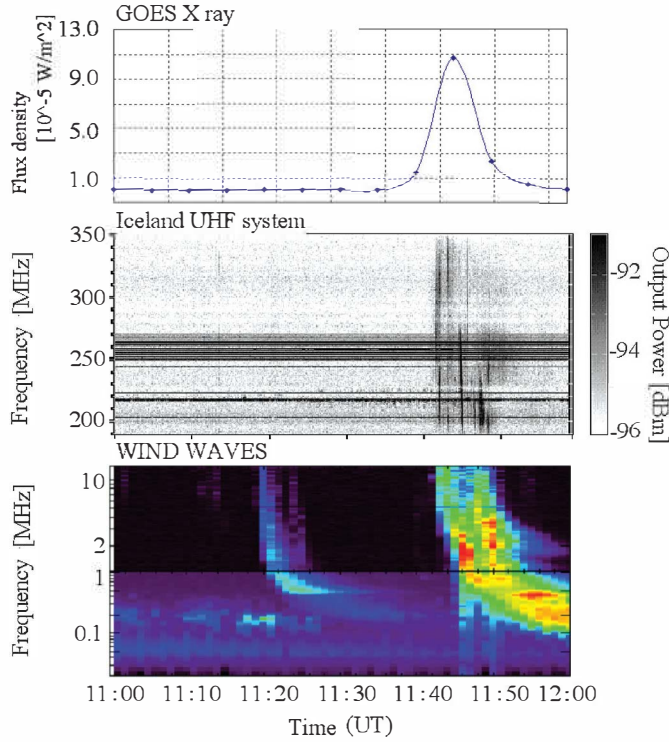 GOES X ray
13.0
9.0
5.0
1.0
Flux density
[10^-5 W/m^2]
Iceland UHF system
350
300
250
200
Frequency [MHz]
-92
-94
-96
Output Power [dBm]
WIND WAVES
10
2
1
0.1
Frequency [MHz]
11:00 11:10 11:20 11:30 11:40 11:50 12:00
Time (UT)